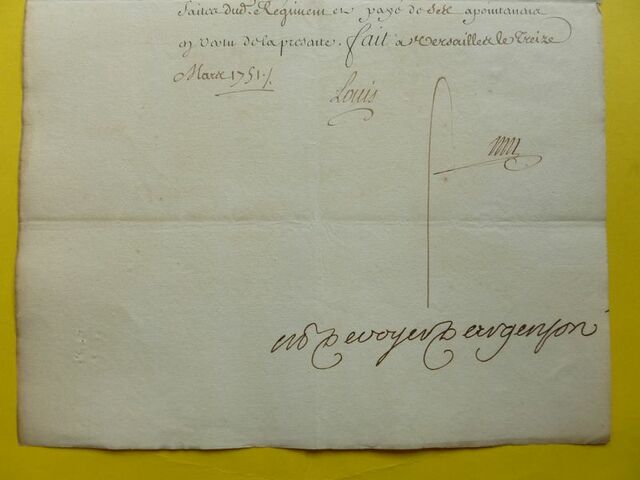 faites dud. Regiment et payé de ses apointemens
en vertu de la presente. fait a Versailles le Treize
Mars 1751./.
Louis
M De voyer D'argenson